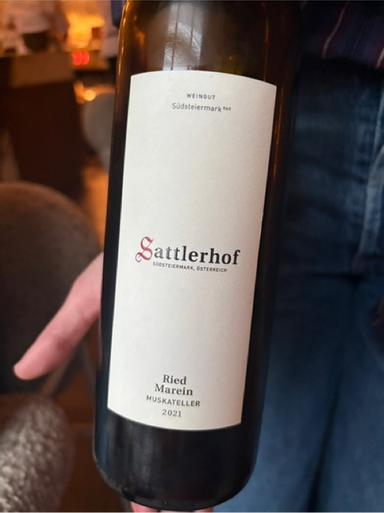 WEINGUT
Südsteiermark DAC
Sattlerhof
SÜDSTEIERMARK, ÖSTERREICH
Ried
Marein
MUSKATELLER
2021